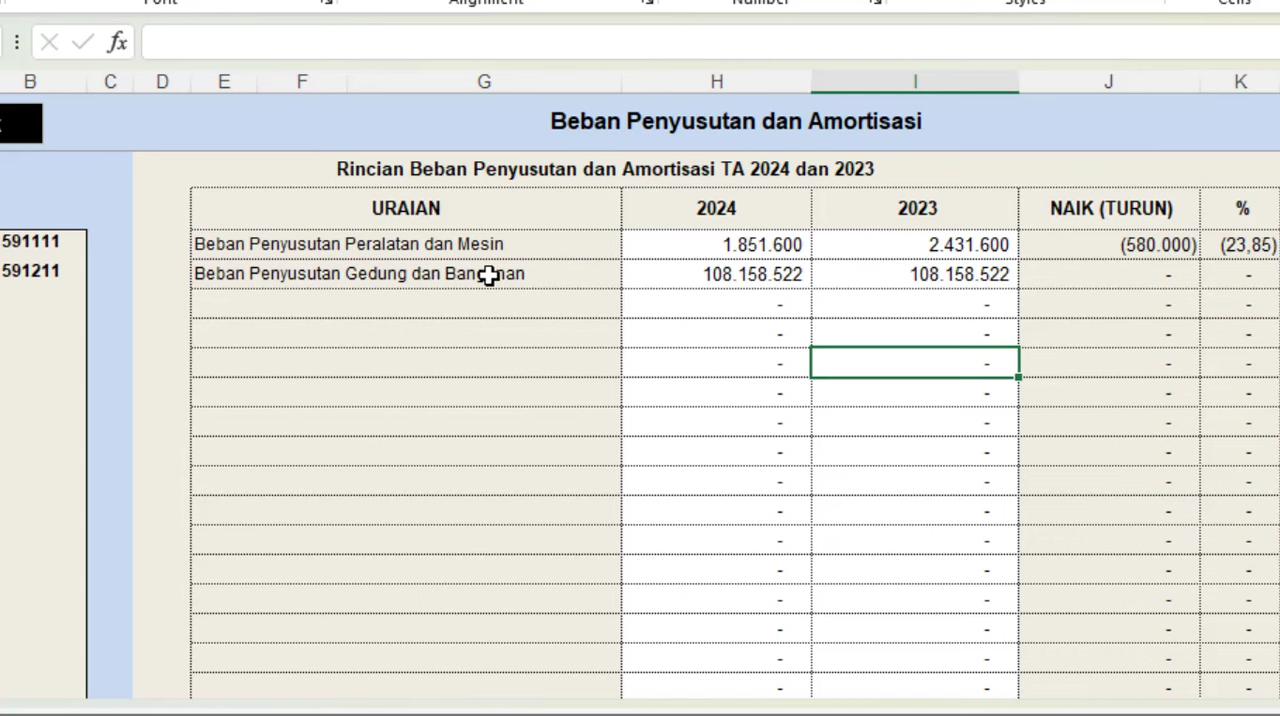 fx
B C D E F G H I J K
Beban Penyusutan dan Amortisasi
Rincian Beban Penyusutan dan Amortisasi TA 2024 dan 2023
URAIAN 2024 2023 NAIK (TURUN) %
591111 Beban Penyusutan Peralatan dan Mesin 1.851.600 2.431.600 (580.000) (23,85)
591211 Beban Penyusutan Gedung dan Bangunan 108.158.522 108.158.522 - -
- - - -
- - - -
- - - -
- - - -
- - - -
- - - -
- - - -
- - - -
- - - -
- - - -
- - - -
- - - -
- - - -
- - - -